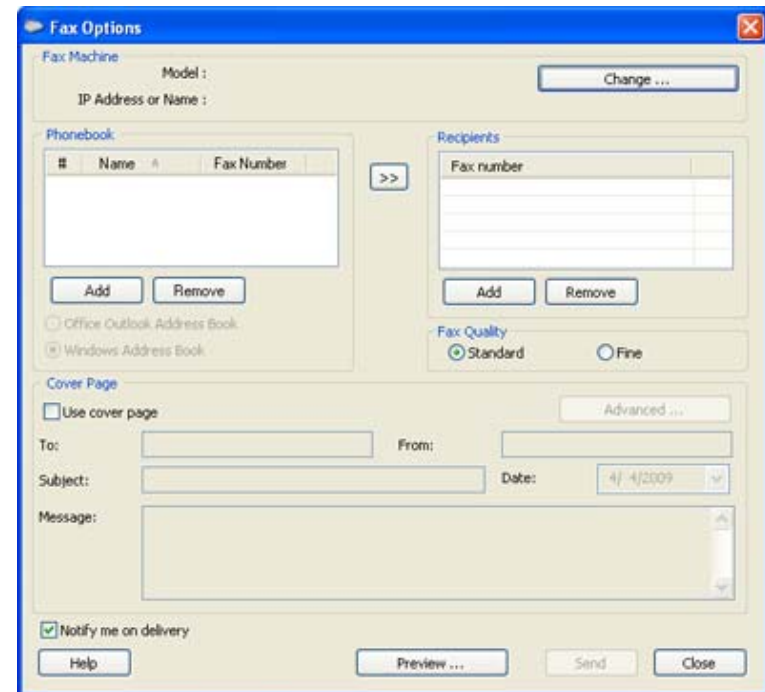 Fax Options
Fax Machine
Model :
Change ...
IP Address or Name :
Phonebook
# Name Fax Number
>>
Recipients
Fax number
Add Remove
Add Remove
Office Outlook Address Book
Windows Address Book
Fax Quality
Standard Fine
Cover Page
Use cover page
Advanced ...
To: From:
Subject: Date: 4/ 4/2009
Message:
Notify me on delivery
Help Preview ... Send Close